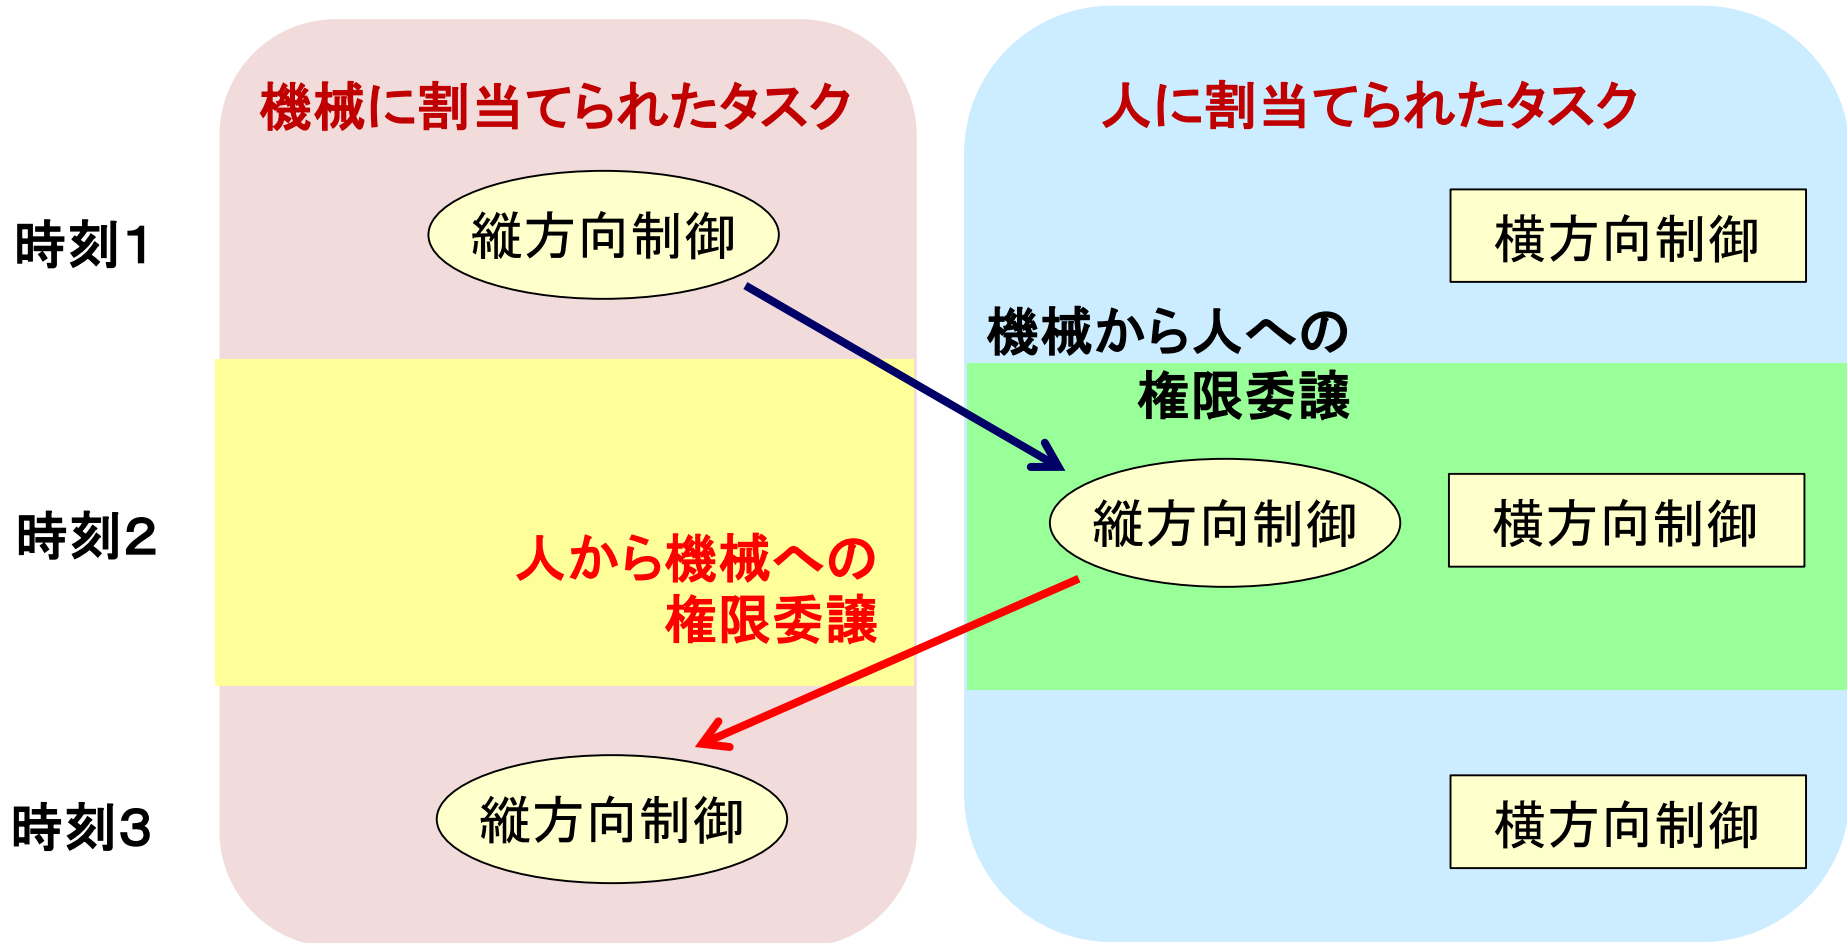 機械に割当てられたタスク
人に割当てられたタスク
時刻1
縦方向制御
横方向制御
機械から人への
権限委譲
時刻2
縦方向制御
横方向制御
人から機械への
権限委譲
時刻3
縦方向制御
横方向制御